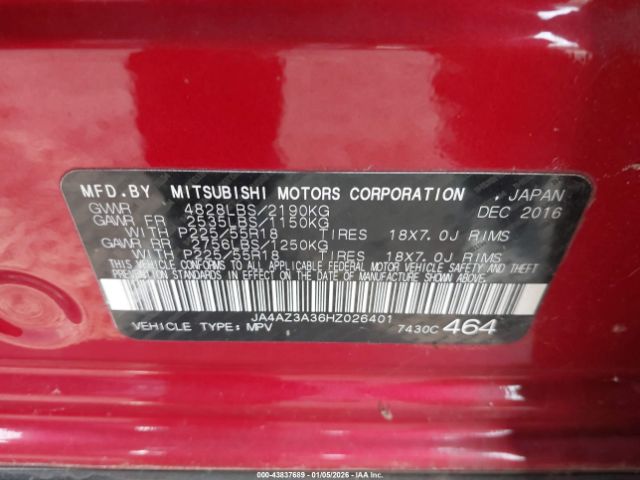 MFD.BY MITSUBISHI MOTORS CORPORATION , JAPAN
GVWR 4828LBS/2190KG DEC 2016
GAWR FR 2535LBS/1150KG
WITH P225/55R18 TIRES 18X7.0J RIMS
GAWR RR 2756LBS/1250KG
WITH P225/55R18 TIRES 18X7.0J RIMS
THIS VEHICLE CONFORMS TO ALL APPLICABLE FEDERAL MOTOR VEHICLE SAFETY AND THEFT
PREVENTION STANDARDS IN EFFECT ON THE DATE OF MANUFACTURE SHOWN ABOVE.
JA4AZ3A36HZ026401
VEHICLE TYPE: MPV 7430C 464
© IAA - 43837689 - 01/05/2026 - IAA Holdings, LLC